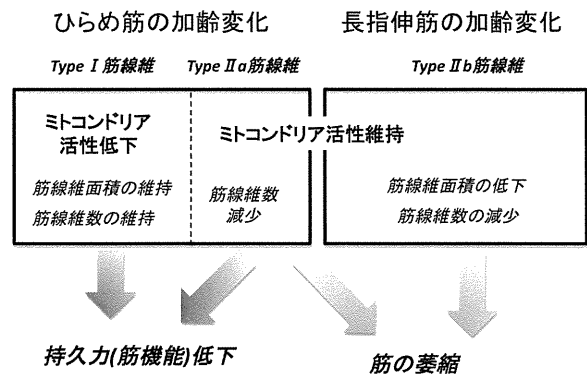 ひらめ筋の加齢変化
長指伸筋の加齢変化
Type Ⅰ筋線維
Type Ⅱa筋線維
Type Ⅱb筋線維
ミトコンドリア
活性低下
ミトコンドリア活性維持
筋線維面積の維持
筋線維数の維持
筋線維数
減少
筋線維面積の低下
筋線維数の減少
持久力(筋機能)低下
筋の萎縮